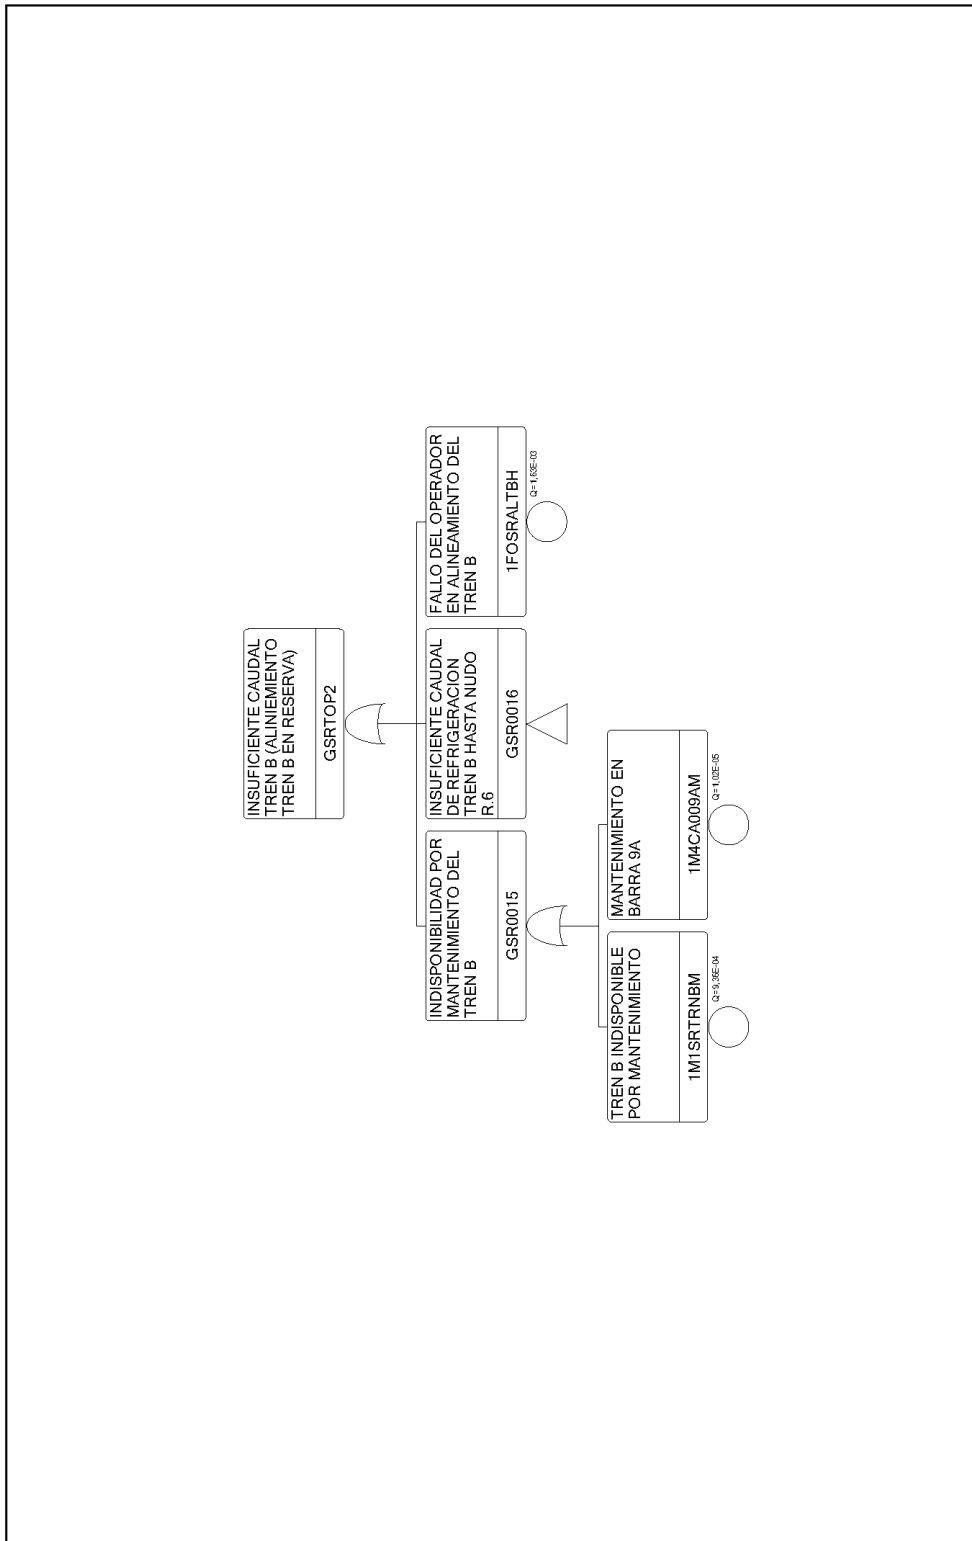 INSUFICIENTE CAUDAL
TREN B (ALINIEMIENTO
TREN B EN RESERVA)
GSRTOP2
INDISPONIBILIDAD POR
MANTENIMIENTO DEL
TREN B
GSR0015
INSUFICIENTE CAUDAL
DE REFRIGERACION
TREN B HASTA NUDO
R.6
GSR0016
FALLO DEL OPERADOR
EN ALINEAMIENTO DEL
TREN B
1FOSRALTBH
Q=1,63E-03
TREN B INDISPONIBLE
POR MANTENIMIENTO
1M1SRTRNBM
Q=9,36E-04
MANTENIMIENTO EN
BARRA 9A
1M4CA009AM
Q=1,02E-05